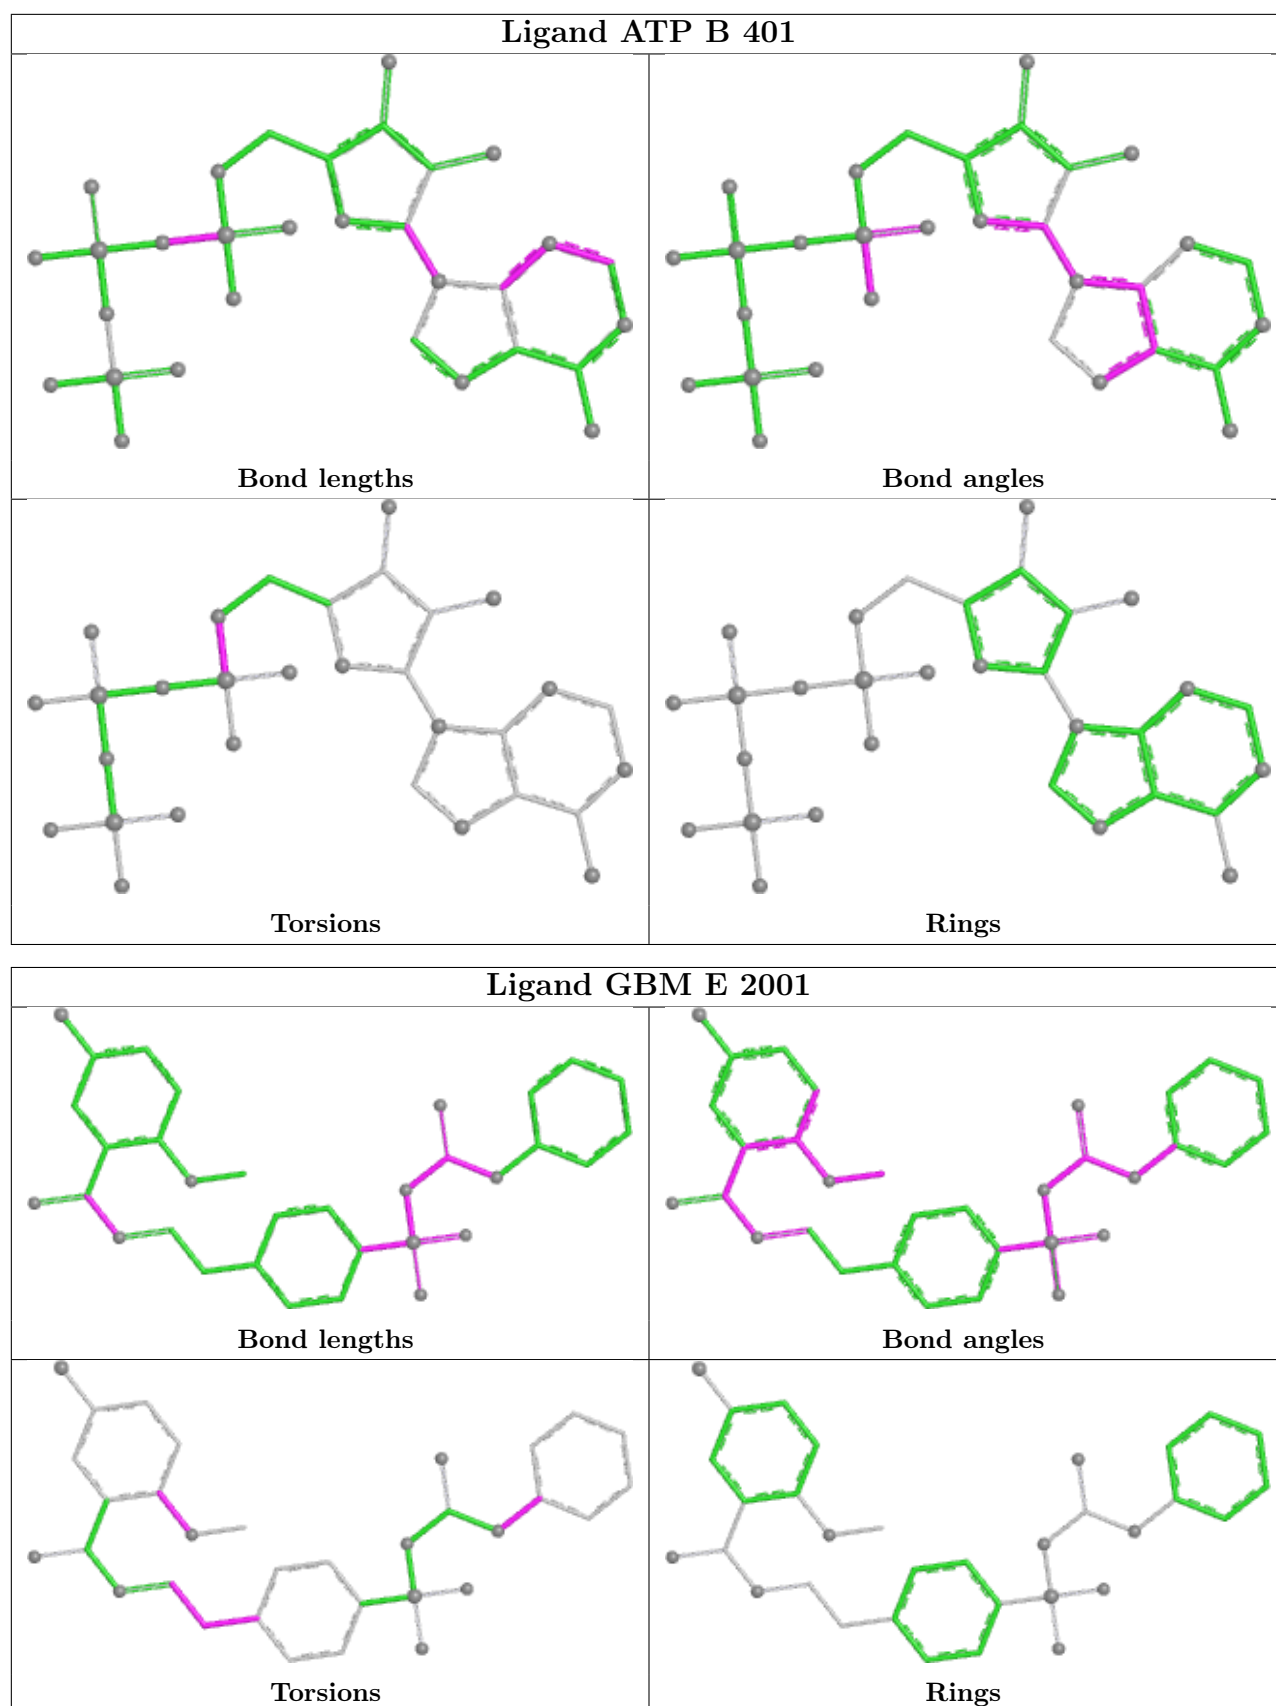 Ligand ATP B 401
Bond lengths
Bond angles
Torsions
Rings
Ligand GBM E 2001
Bond lengths
Bond angles
Torsions
Rings